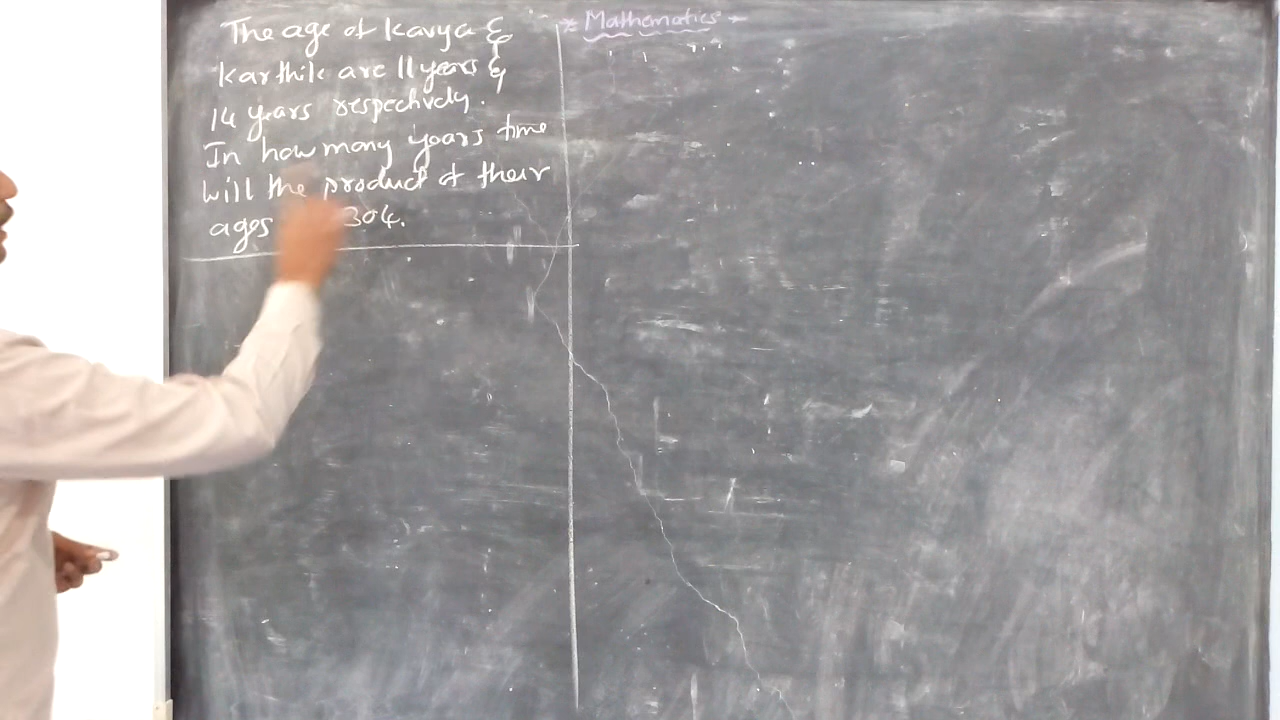 The age of Kavya &
Karthik are 11 years &
14 years respectively.
In how many years time
will the product of their
ages 304.
* Mathematics *